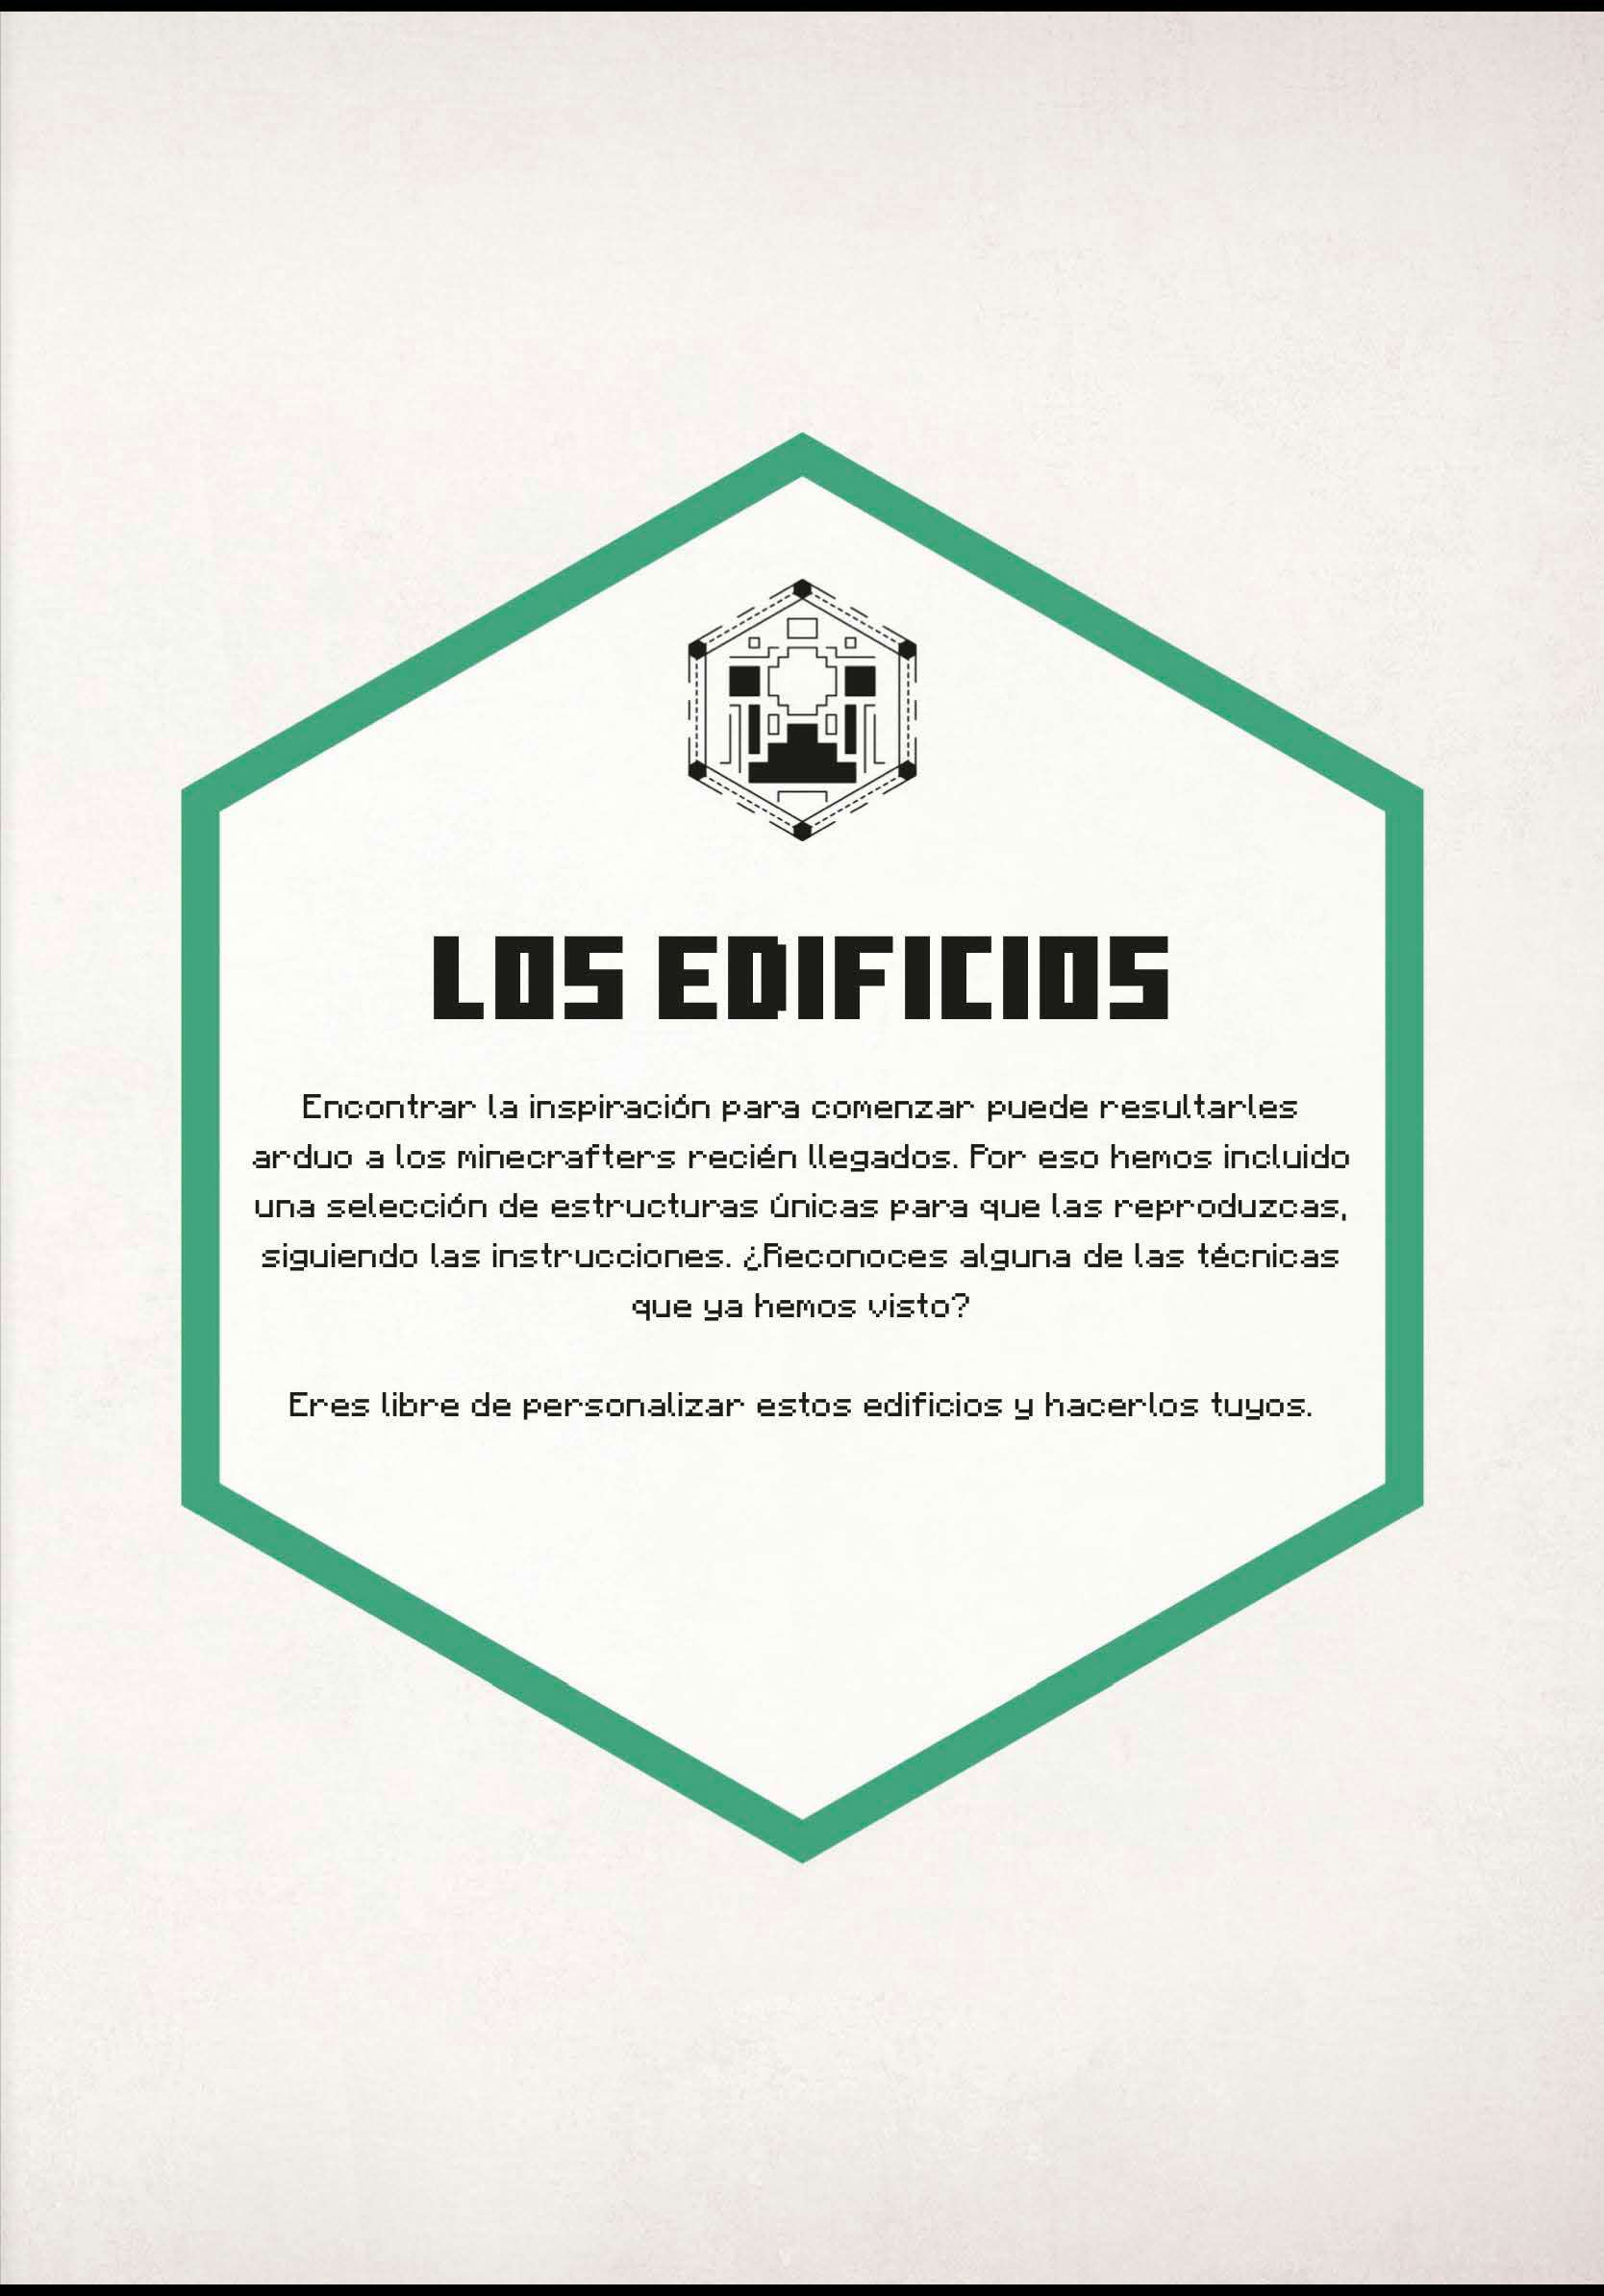 LOS EDIFICIOS
Encontrar la inspiración para comenzar puede resultarles
arduo a los minecrafters recién llegados. Por eso hemos incluido
una selección de estructuras únicas para que las reproduzcas,
siguiendo las instrucciones. ¿Reconoces alguna de las técnicas
que ya hemos visto?
Eres libre de personalizar estos edificios y hacerlos tuyos.